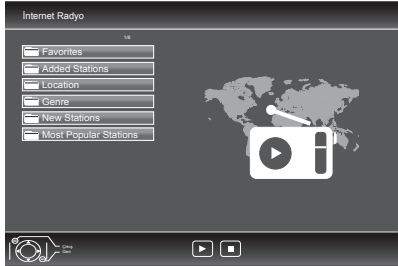 İnternet Radyo
1/6
Favorites
Added Stations
Location
Genre
New Stations
Most Popular Stations